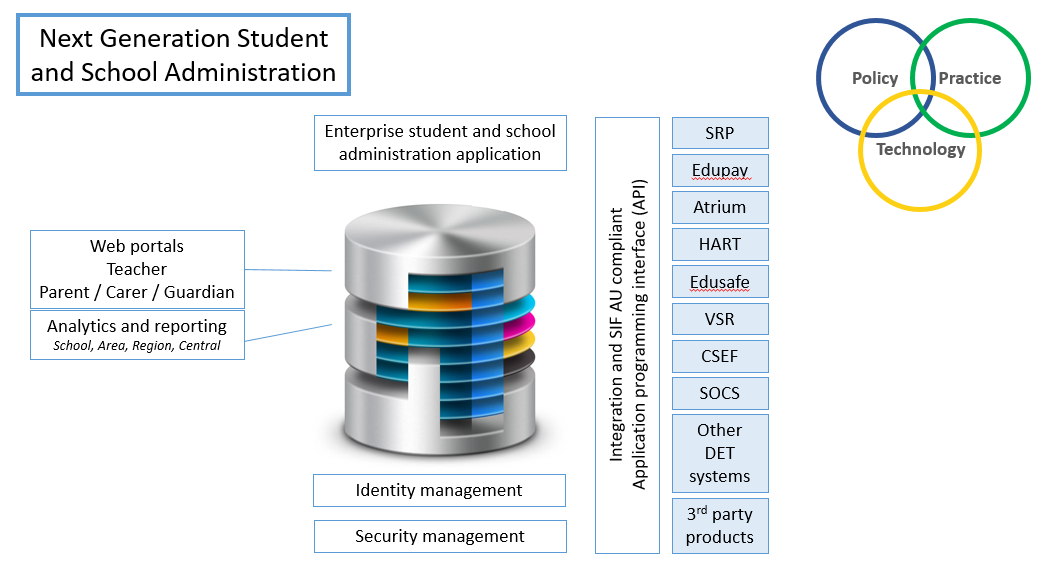 Next Generation Student
and School Administration
Policy
Practice
Technology
Enterprise student and school
administration application
Web portals
Teacher
Parent / Carer / Guardian
Analytics and reporting
School, Area, Region, Central
Identity management
Security management
Integration and SIF AU compliant
Application programming interface (API)
SRP
Edupay
Atrium
HART
Edusafe
VSR
CSEF
SOCS
Other
DET
systems
3rd party
products